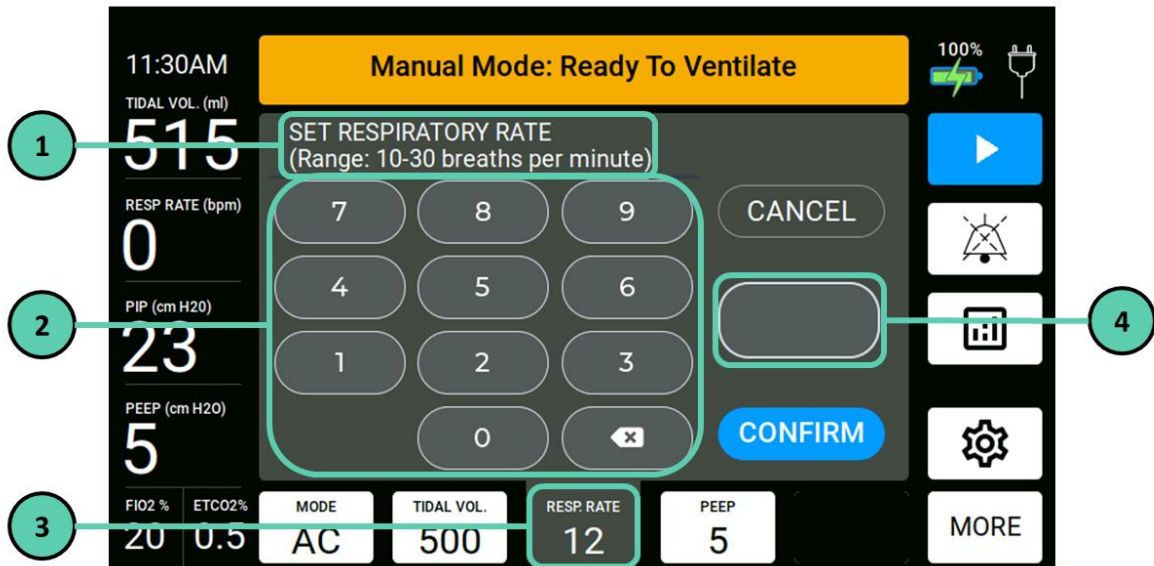 11:30AM
Manual Mode: Ready To Ventilate
100%
TIDAL VOL. (ml)
515
RESP RATE (bpm)
0
PIP (cm H20)
23
PEEP (cm H2O)
5
FIO2 %
20
ETCO2%
0.5
1
SET RESPIRATORY RATE
(Range: 10-30 breaths per minute)
2
7 8 9
4 5 6
1 2 3
0
CANCEL
4
CONFIRM
3
MODE
AC
TIDAL VOL.
500
RESP. RATE
12
PEEP
5
MORE